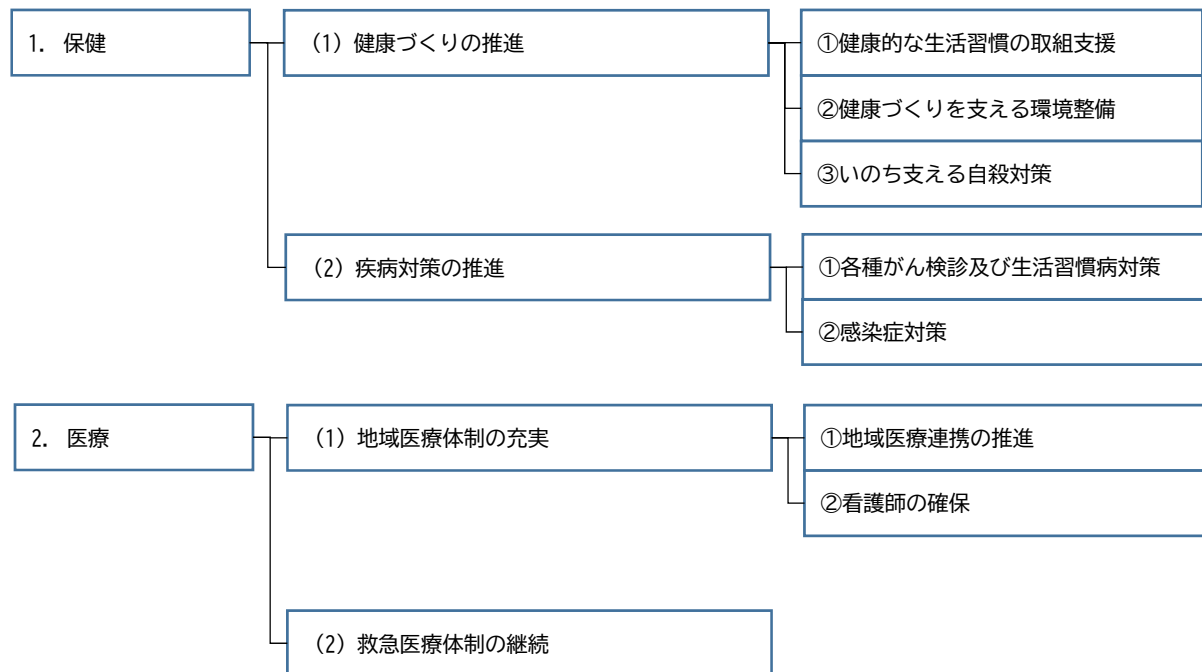 1. 保健
(1) 健康づくりの推進
①健康的な生活習慣の取組支援
②健康づくりを支える環境整備
③いのち支える自殺対策
(2) 疾病対策の推進
①各種がん検診及び生活習慣病対策
②感染症対策
2. 医療
(1) 地域医療体制の充実
①地域医療連携の推進
②看護師の確保
(2) 救急医療体制の継続